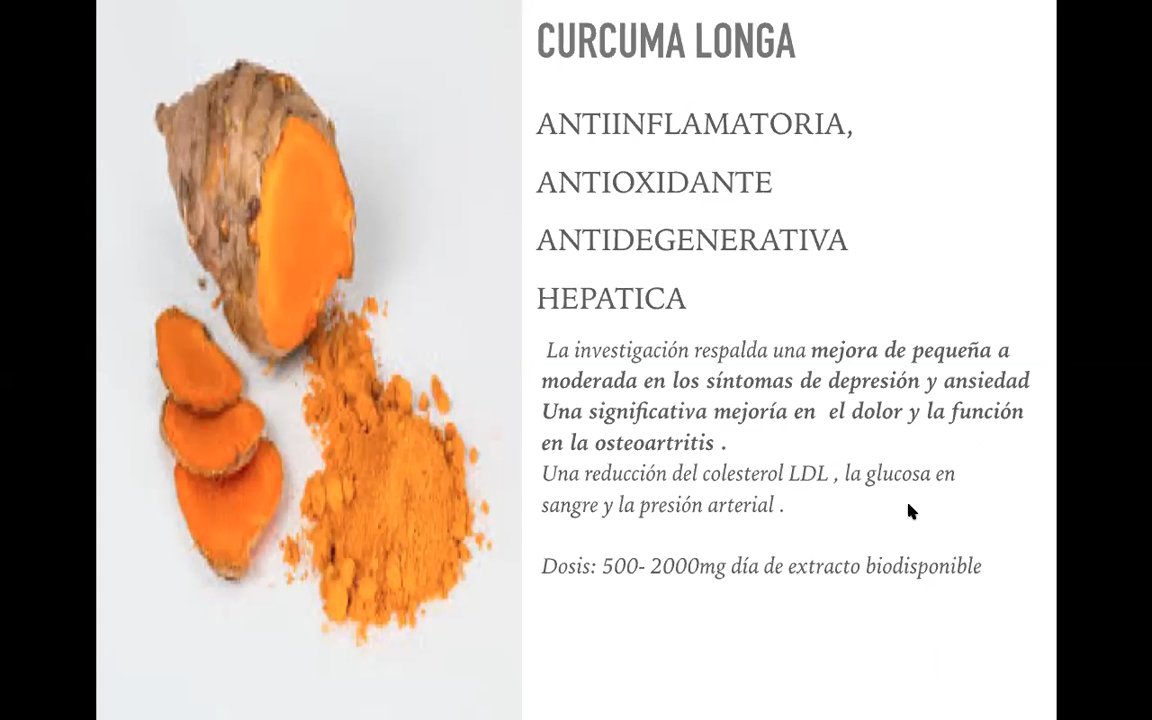 CURCUMA LONGA
ANTIINFLAMATORIA,
ANTIOXIDANTE
ANTIDEGENERATIVA
HEPATICA
La investigación respalda una mejora de pequeña a
moderada en los síntomas de depresión y ansiedad
Una significativa mejoría en el dolor y la función
en la osteoartritis .
Una reducción del colesterol LDL , la glucosa en
sangre y la presión arterial .
Dosis: 500- 2000mg día de extracto biodisponible